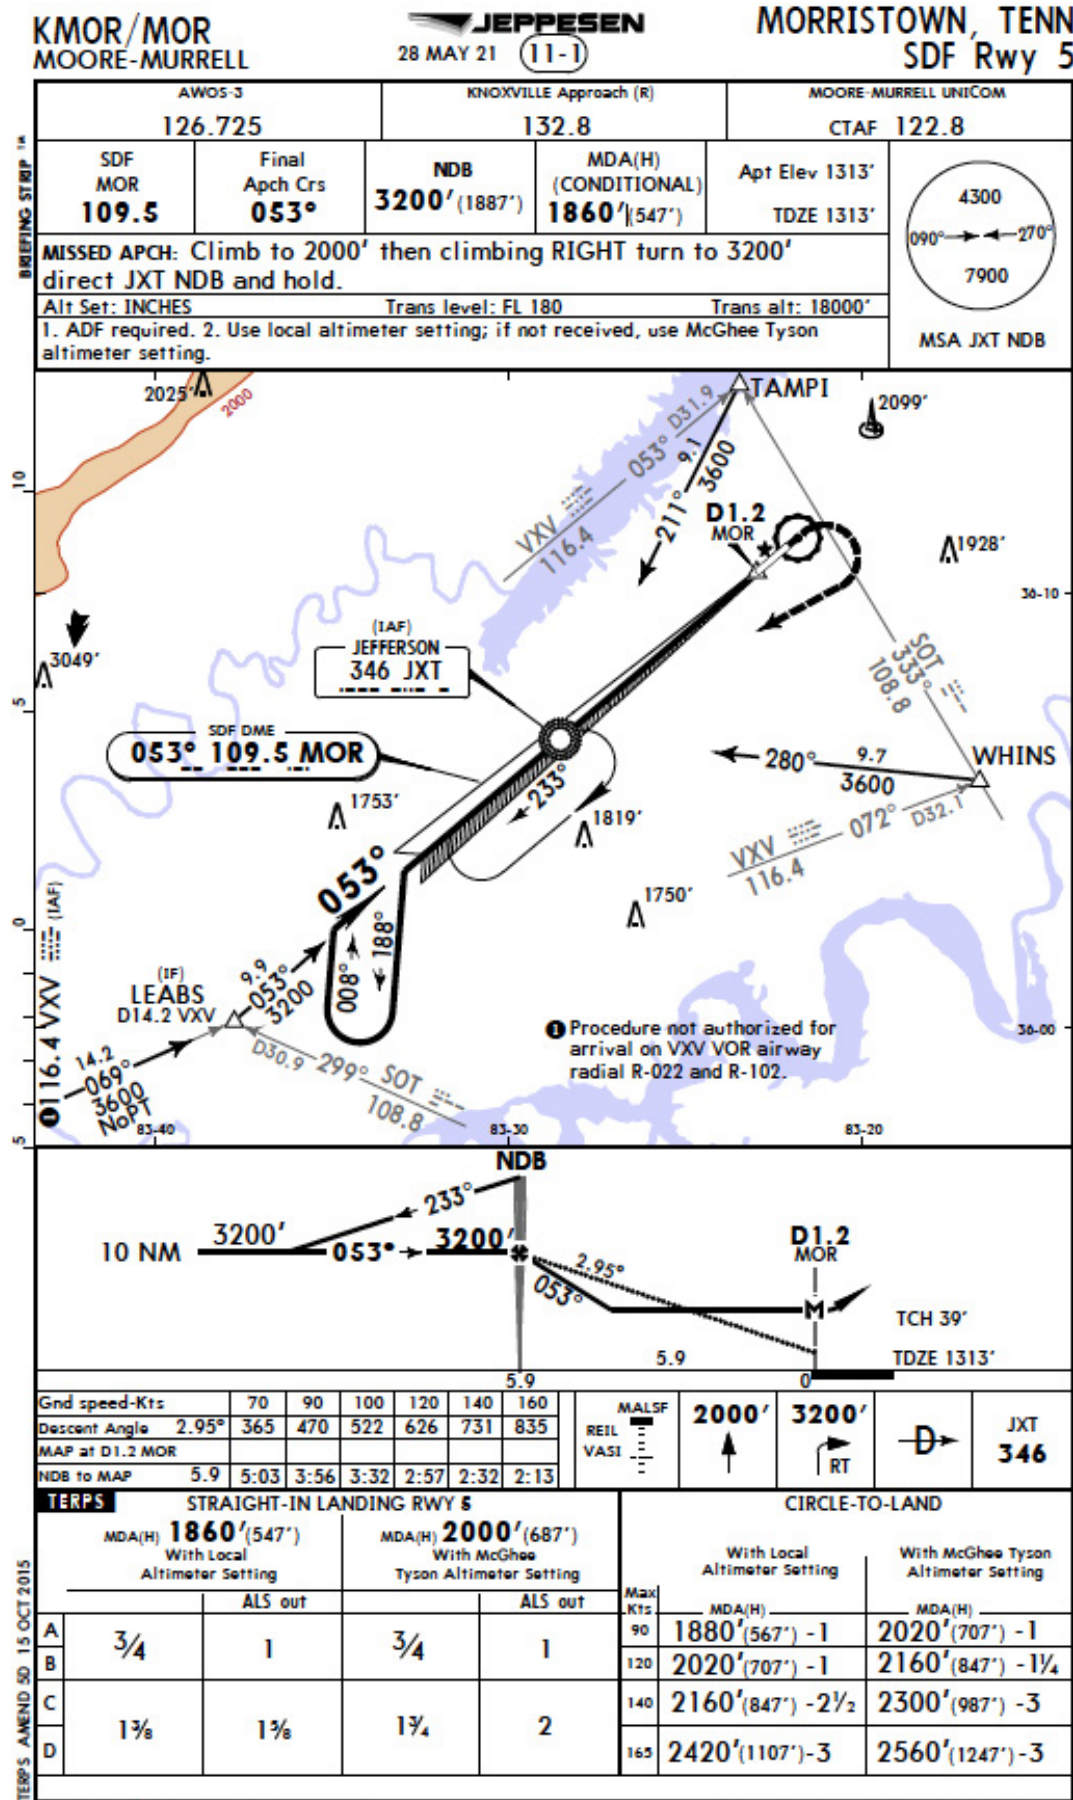 KMOR/MOR
MOORE-MURRELL
JEPPESEN
28 MAY 21 11-1
MORRISTOWN, TENN
SDF Rwy 5
BRIEFING STRIP
AWOS-3
126.725
KNOXVILLE Approach (R)
132.8
MOORE-MURRELL UNICOM
CTAF 122.8
SDF
MOR
109.5
Final
Apch Crs
053°
NDB
3200' (1887')
MDA(H)
(CONDITIONAL)
1860' (547')
Apt Elev 1313'
TDZE 1313'
4300
090° 270°
7900
MSA JXT NDB
MISSED APCH: Climb to 2000' then climbing RIGHT turn to 3200'
direct JXT NDB and hold.
Alt Set: INCHES Trans level: FL 180 Trans alt: 18000'
1. ADF required. 2. Use local altimeter setting; if not received, use McGhee Tyson
altimeter setting.
2025'
2000
TAMPI
2099'
VXV 053° D31.9
116.4
9.1
211° 3600
D1.2
MOR
1928'
10
36-10
(IAF)
JEFFERSON
346 JXT
3049'
5
SDF DME
053° 109.5 MOR
SOT
333°
108.8
WHINS
280° 9.7
3600
VXV 072° D32.1
116.4
233°
1753'
1819'
1750'
053°
188°
008°
0
116.4 VXV (IAF)
(IF)
LEABS
D14.2 VXV
9.9
053°
3200
14.2
069°
3600
NoPT
D30.9 299° SOT
108.8
1 Procedure not authorized for
arrival on VXV VOR airway
radial R-022 and R-102.
36-00
5
83-40 83-30 83-20
NDB
233°
3200'
10 NM 053° 3200'
2.95°
053°
D1.2
MOR
M
TCH 39'
TDZE 1313'
5.9
5.9 0
Gnd speed-Kts 70 90 100 120 140 160
Descent Angle 2.95° 365 470 522 626 731 835
MAP at D1.2 MOR
NDB to MAP 5.9 5:03 3:56 3:32 2:57 2:32 2:13
MALSF
REIL
VASI
2000'
3200'
RT
D
JXT
346
TERPS STRAIGHT-IN LANDING RWY 5
CIRCLE-TO-LAND
MDA(H) 1860' (547')
With Local
Altimeter Setting
MDA(H) 2000' (687')
With McGhee
Tyson Altimeter Setting
With Local
Altimeter Setting
With McGhee Tyson
Altimeter Setting
ALS out ALS out
Max
Kts MDA(H) MDA(H)
A 90 1880' (567') -1 2020' (707') -1
3/4 1 3/4 1
B 120 2020' (707') -1 2160' (847') -1¼
C 140 2160' (847') -2½ 2300' (987') -3
1⅜ 1⅝ 1¾ 2
D 165 2420' (1107') -3 2560' (1247') -3
TERPS AMEND 5D 15 OCT 2015